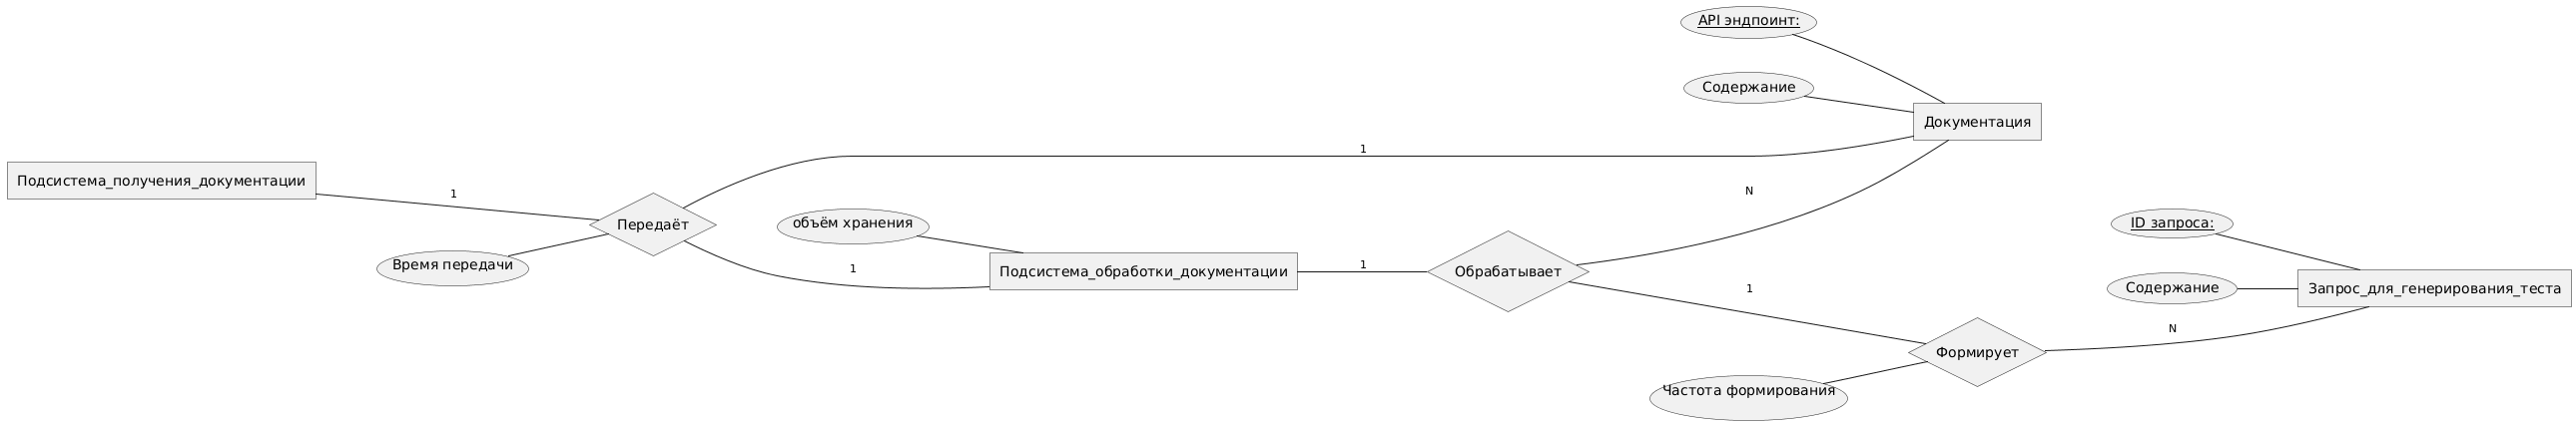 API эндпоинт:
Содержание
Документация
1
Подсистема_получения_документации
1
N
Передаёт
объём хранения
ID запроса:
Время передачи
1
Подсистема_обработки_документации
1
Обрабатывает
1
Содержание
Запрос_для_генерирования_теста
N
Формирует
Частота формирования